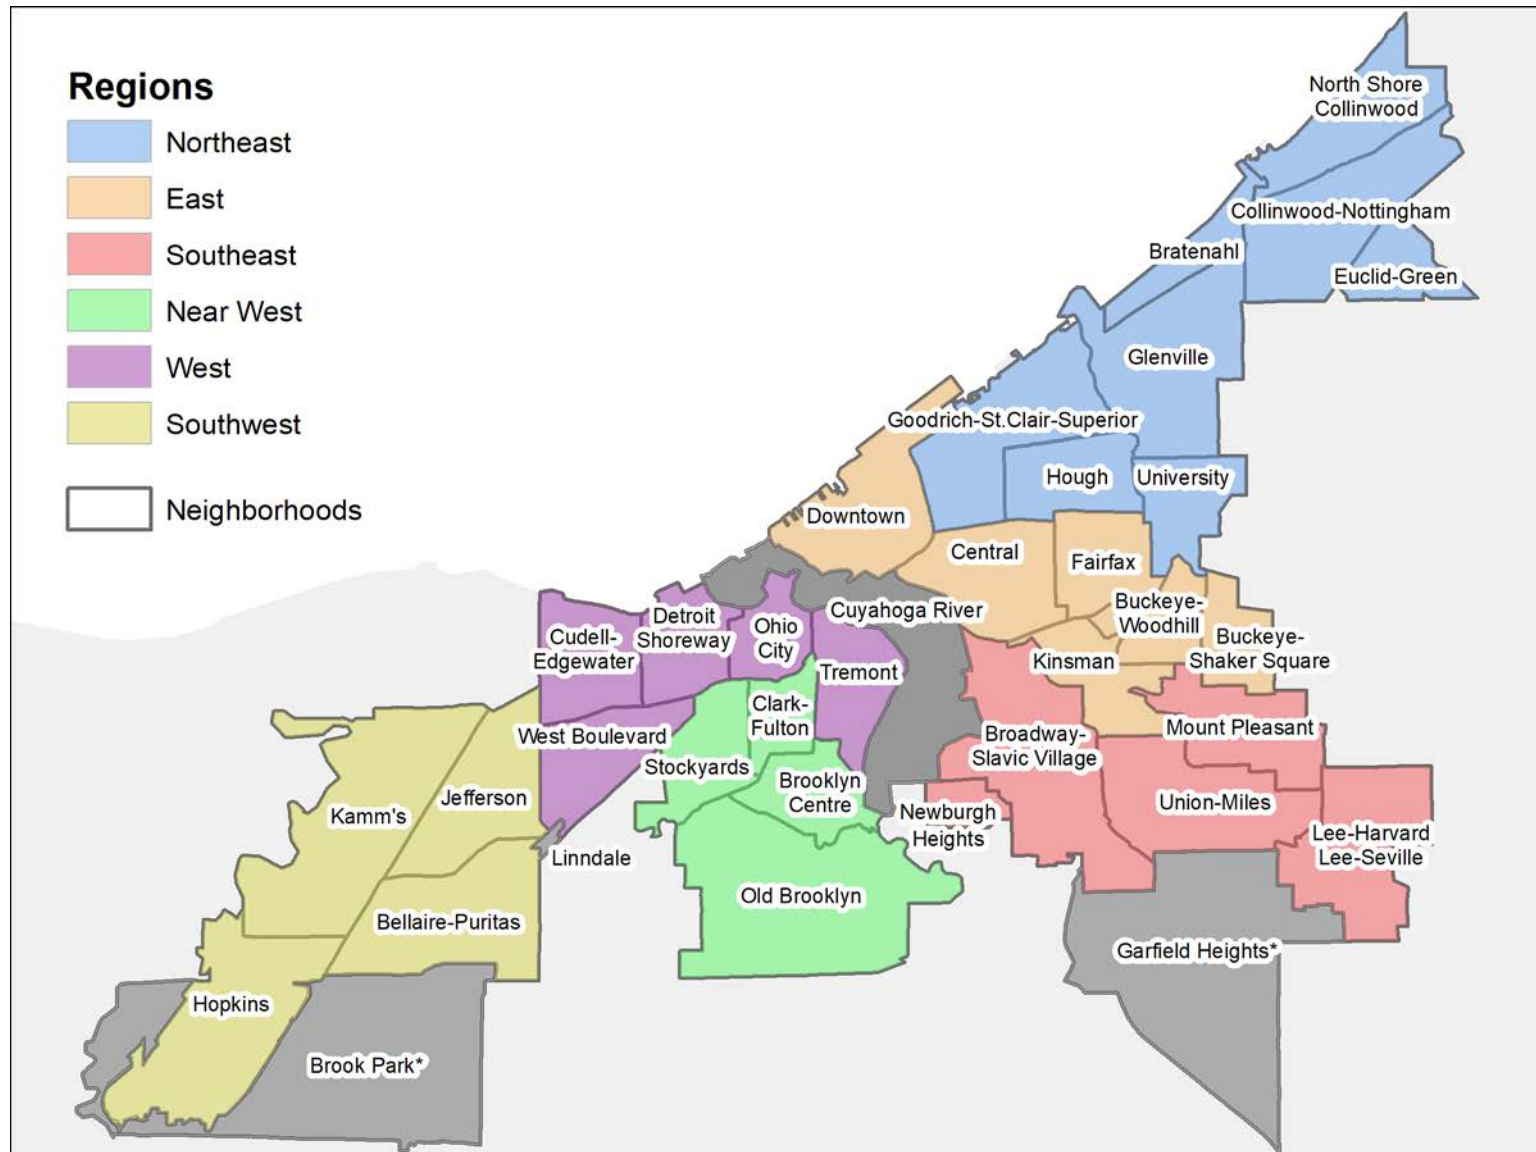 Regions
Northeast
East
Southeast
Near West
West
Southwest
Neighborhoods
North Shore
Collinwood
Collinwood-Nottingham
Bratenahl
Euclid-Green
Glenville
Goodrich-St.Clair-Superior
Hough
University
Downtown
Central
Fairfax
Buckeye-
Woodhill
Buckeye-
Shaker Square
Cuyahoga River
Kinsman
Detroit
Shoreway
Ohio
City
Cudell-
Edgewater
Tremont
Clark-
Fulton
West Boulevard
Stockyards
Broadway-
Slavic Village
Mount Pleasant
Brooklyn
Centre
Jefferson
Kamm's
Newburgh
Heights
Union-Miles
Lee-Harvard
Lee-Seville
Linndale
Old Brooklyn
Bellaire-Puritas
Garfield Heights*
Hopkins
Brook Park*